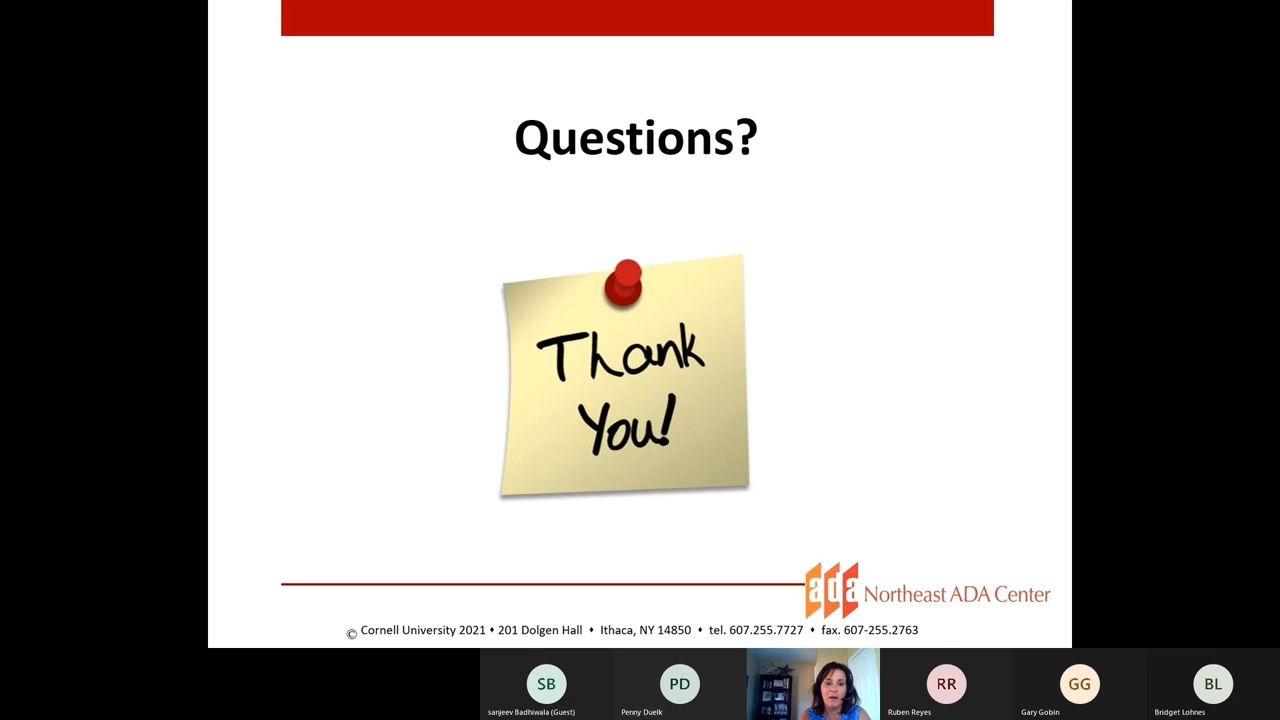 Questions?
Thank
You!
ada Northeast ADA Center
© Cornell University 2021 • 201 Dolgen Hall • Ithaca, NY 14850 • tel. 607.255.7727 • fax. 607-255.2763
SB PD RR GG BL
sanjeev Badhiwala (Guest) Penny Duelk Ruben Reyes Gary Gobin Bridget Lohnes